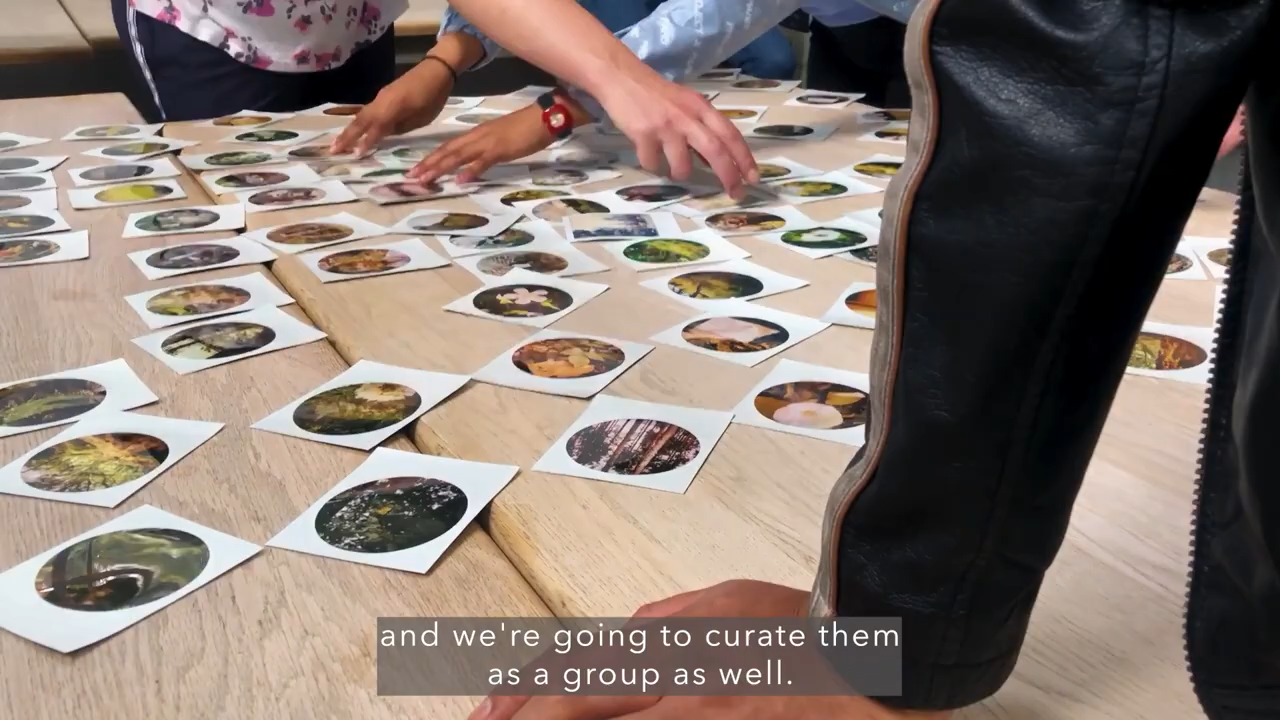 and we're going to curate them
as a group as well.